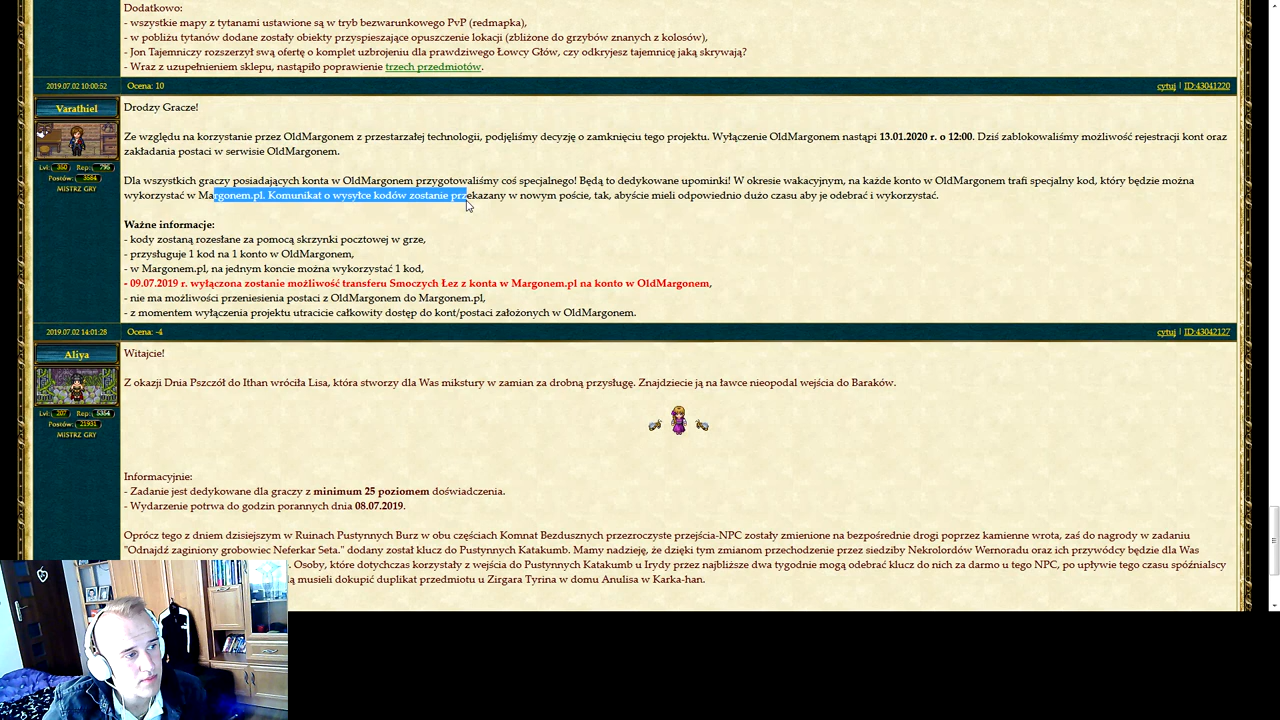 Dodatkowo:
- wszystkie mapy z tytanami ustawione są w tryb bezwarunkowego PvP (redmapka),
- w pobliżu tytanów dodane zostały obiekty przyspieszające opuszczenie lokacji (zbliżone do grzybów znanych z kolosów),
- Jon Tajemniczy rozszerzył swą ofertę o komplet uzbrojeniu dla prawdziwego Łowcy Głów, czy odkryjesz tajemnicę jaką skrywają?
- Wraz z uzupełnieniem sklepu, nastąpiło poprawienie trzech przedmiotów.
2019.07.02 10:00:52 Ocena: 10 cytuj | ID:43041220
Varathiel
Lvl: 350 Rep: 796
Postów: 3584
MISTRZ GRY
Drodzy Gracze!
Ze względu na korzystanie przez OldMargonem z przestarzałej technologii, podjęliśmy decyzję o zamknięciu tego projektu. Wyłączenie OldMargonem nastąpi 13.01.2020 r. o 12:00. Dziś zablokowaliśmy możliwość rejestracji kont oraz
zakładania postaci w serwisie OldMargonem.
Dla wszystkich graczy posiadających konta w OldMargonem przygotowaliśmy coś specjalnego! Będą to dedykowane upominki! W okresie wakacyjnym, na każde konto w OldMargonem trafi specjalny kod, który będzie można
wykorzystać w Margonem.pl. Komunikat o wysyłce kodów zostanie przekazany w nowym poście, tak, abyście mieli odpowiednio dużo czasu aby je odebrać i wykorzystać.
Ważne informacje:
- kody zostaną rozesłane za pomocą skrzynki pocztowej w grze,
- przysługuje 1 kod na 1 konto w OldMargonem,
- w Margonem.pl, na jednym koncie można wykorzystać 1 kod,
- 09.07.2019 r. wyłączona zostanie możliwość transferu Smoczych Łez z konta w Margonem.pl na konto w OldMargonem,
- nie ma możliwości przeniesienia postaci z OldMargonem do Margonem.pl,
- z momentem wyłączenia projektu utracicie całkowity dostęp do kont/postaci założonych w OldMargonem.
2019.07.02 14:01:28 Ocena: -4 cytuj | ID:43042127
Aliya
Lvl: 207 Rep: 5354
Postów: 21931
MISTRZ GRY
Witajcie!
Z okazji Dnia Pszczół do Ithan wróciła Lisa, która stworzy dla Was mikstury w zamian za drobną przysługę. Znajdziecie ją na ławce nieopodal wejścia do Baraków.
Informacyjnie:
- Zadanie jest dedykowane dla graczy z minimum 25 poziomem doświadczenia.
- Wydarzenie potrwa do godzin porannych dnia 08.07.2019.
Oprócz tego z dniem dzisiejszym w Ruinach Pustynnych Burz w obu częściach Komnat Bezdusznych przezroczyste przejścia-NPC zostały zmienione na bezpośrednie drogi poprzez kamienne wrota, zaś do nagrody w zadaniu
"Odnajdź zaginiony grobowiec Neferkar Seta." dodany został klucz do Pustynnych Katakumb. Mamy nadzieję, że dzięki tym zmianom przechodzenie przez siedziby Nekrolordów Wernoradu oraz ich przywódcy będzie dla Was
. Osoby, które dotychczas korzystały z wejścia do Pustynnych Katakumb u Irydy przez najbliższe dwa tygodnie mogą odebrać klucz do nich za darmo u tego NPC, po upływie tego czasu spóźnialscy
musieli dokupić duplikat przedmiotu u Zirgara Tyrina w domu Anulisa w Karka-han.